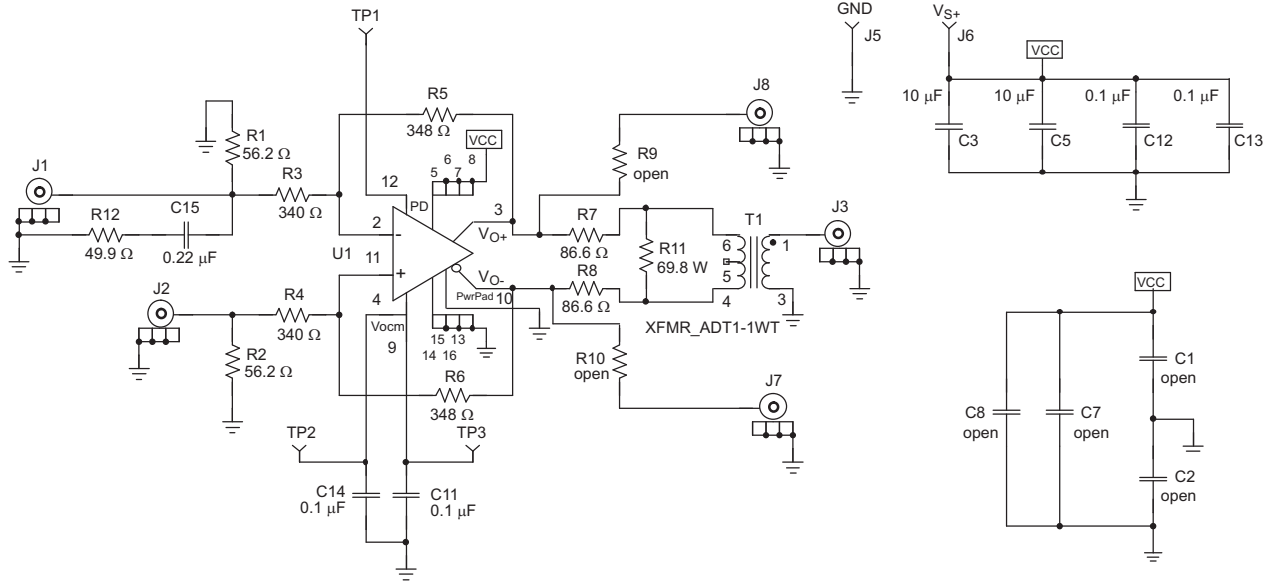 TP1
GND
J5
VS+
J6
VCC
10 µF
C3
10 µF
C5
0.1 µF
C12
0.1 µF
C13
R5
348 Ω
VCC
J8
R9
open
R1
56.2 Ω
J1
R3
340 Ω
R12
49.9 Ω
C15
0.22 µF
12
PD
5
6
7
8
3
2
-
U1
11
+
VO+
VO-
PwrPad
10
4
Vocm
9
15
13
14
16
R7
86.6 Ω
R8
86.6 Ω
R11
69.8 W
T1
6
5
4
1
3
J3
XFMR_ADT1-1WT
J2
R4
340 Ω
R2
56.2 Ω
R6
348 Ω
R10
open
J7
TP2
TP3
C14
0.1 µF
C11
0.1 µF
VCC
C1
open
C8
open
C7
open
C2
open